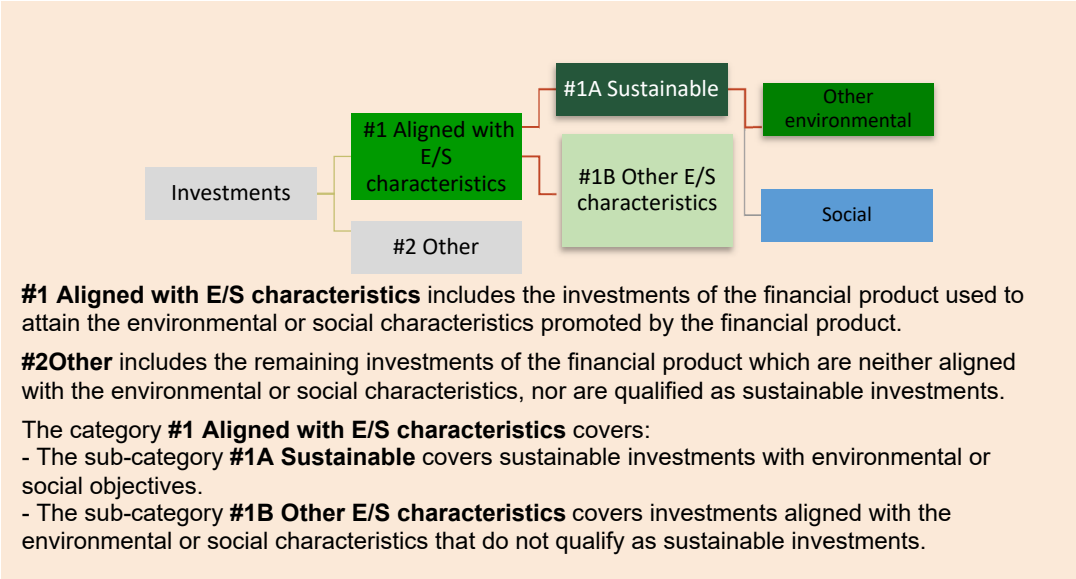 #1A Sustainable
Other
environmental
#1 Aligned with
E/S
characteristics
#1B Other E/S
characteristics
Investments
Social
#2 Other
#1 Aligned with E/S characteristics includes the investments of the financial product used to
attain the environmental or social characteristics promoted by the financial product.
#2Other includes the remaining investments of the financial product which are neither aligned
with the environmental or social characteristics, nor are qualified as sustainable investments.
The category #1 Aligned with E/S characteristics covers:
- The sub-category #1A Sustainable covers sustainable investments with environmental or
social objectives.
- The sub-category #1B Other E/S characteristics covers investments aligned with the
environmental or social characteristics that do not qualify as sustainable investments.